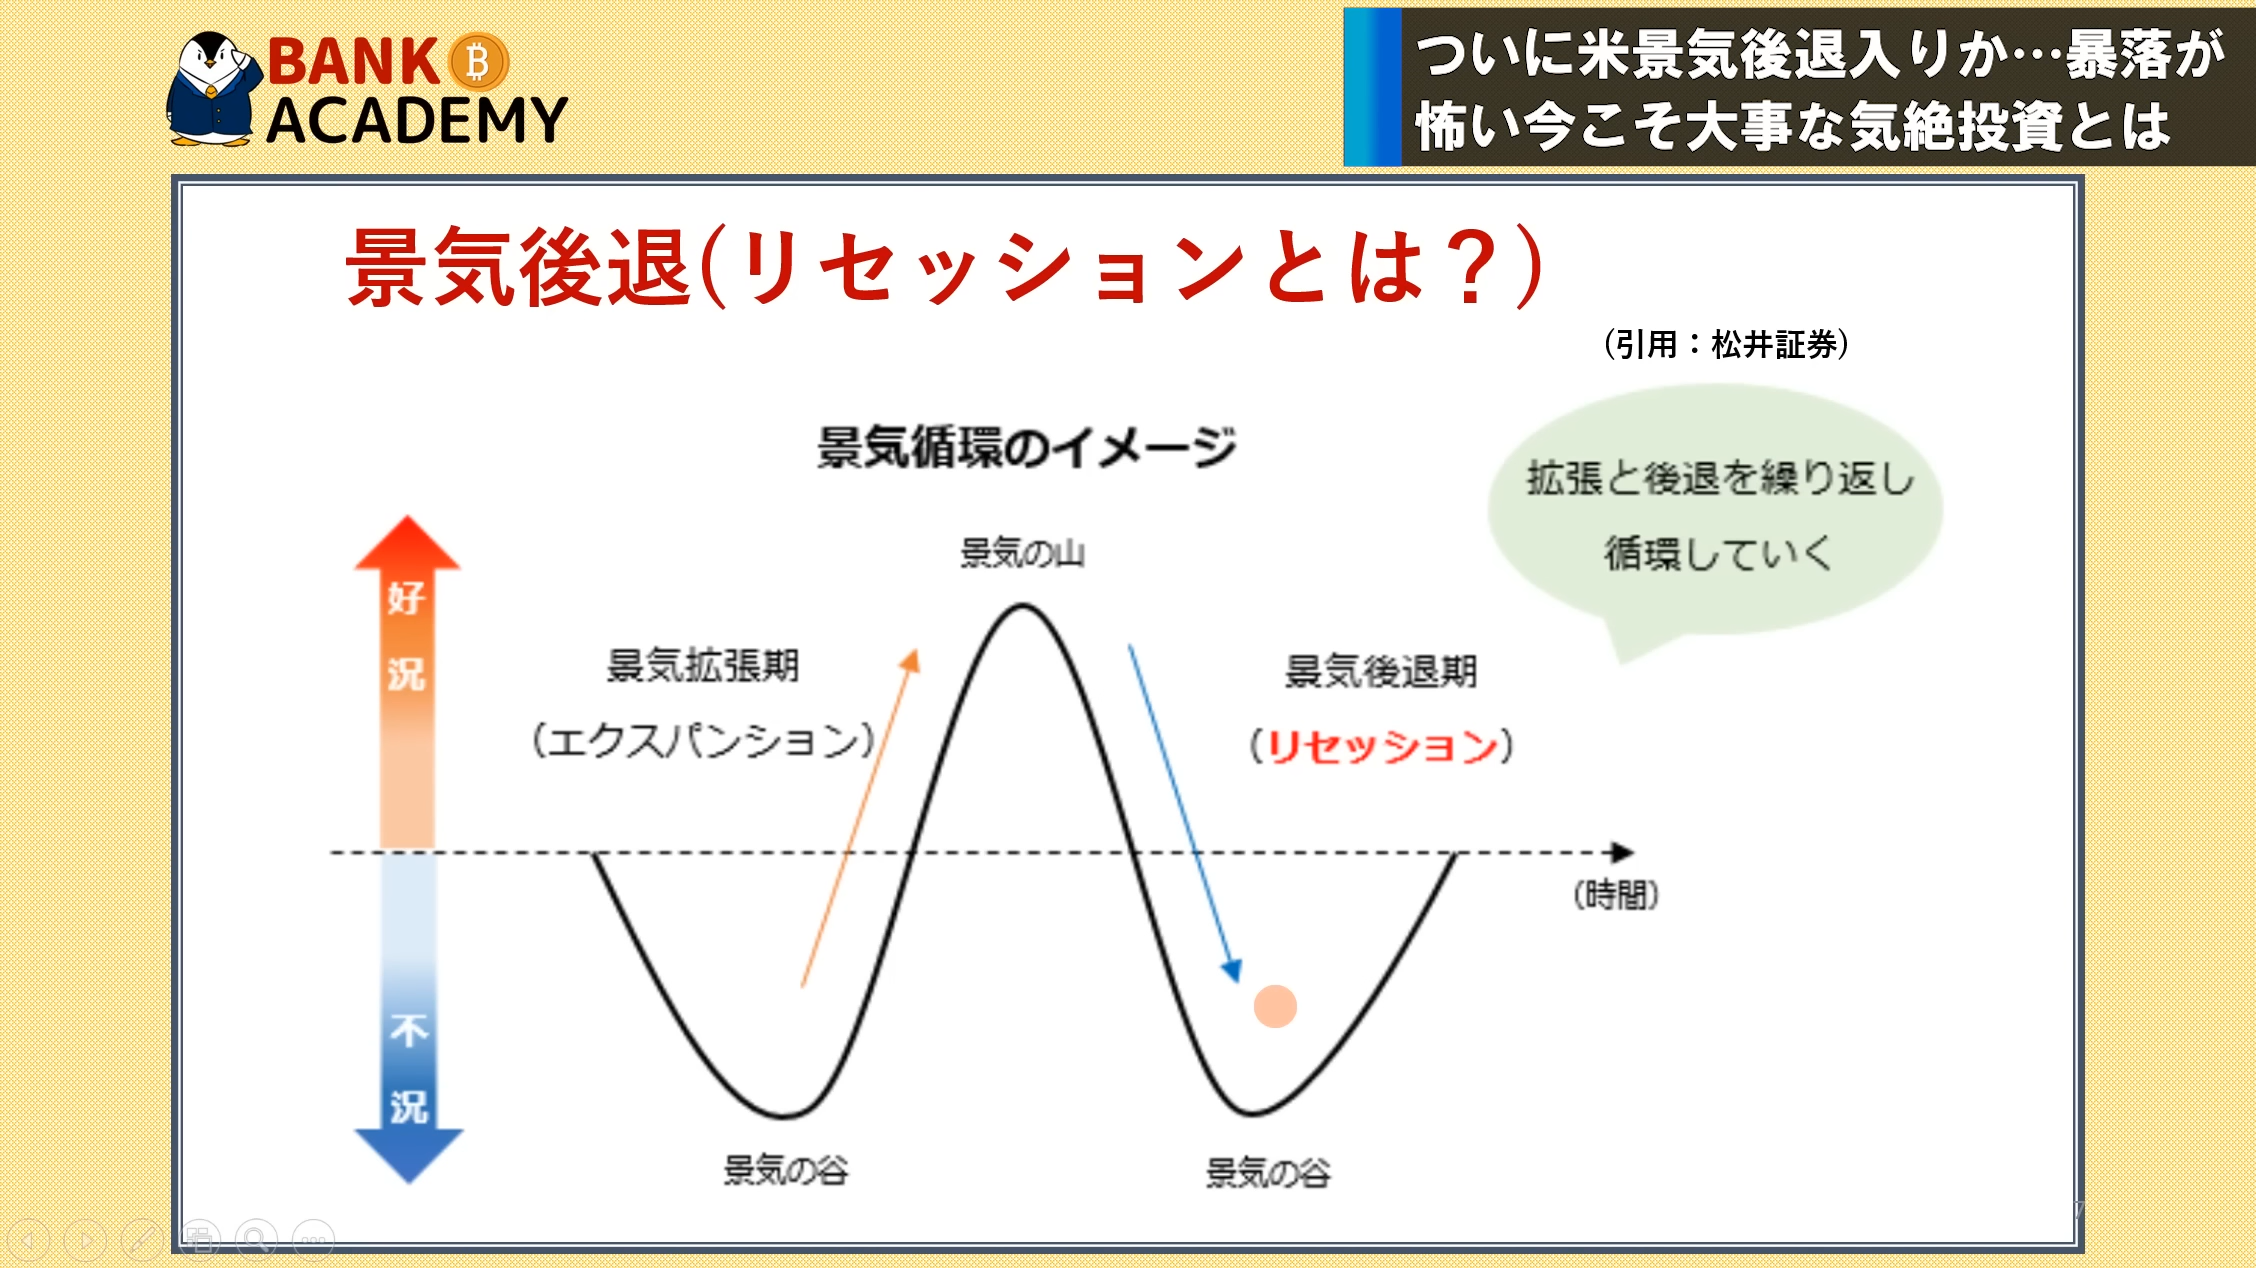 BANK
ACADEMY
ついに米景気後退入りか…暴落が
怖い今こそ大事な気絶投資とは
景気後退(リセッションとは？)
（引用：松井証券）
景気循環のイメージ
拡張と後退を繰り返し
循環していく
景気の山
好況
景気拡張期
（エクスパンション）
景気後退期
（リセッション）
（時間）
不況
景気の谷
景気の谷
7